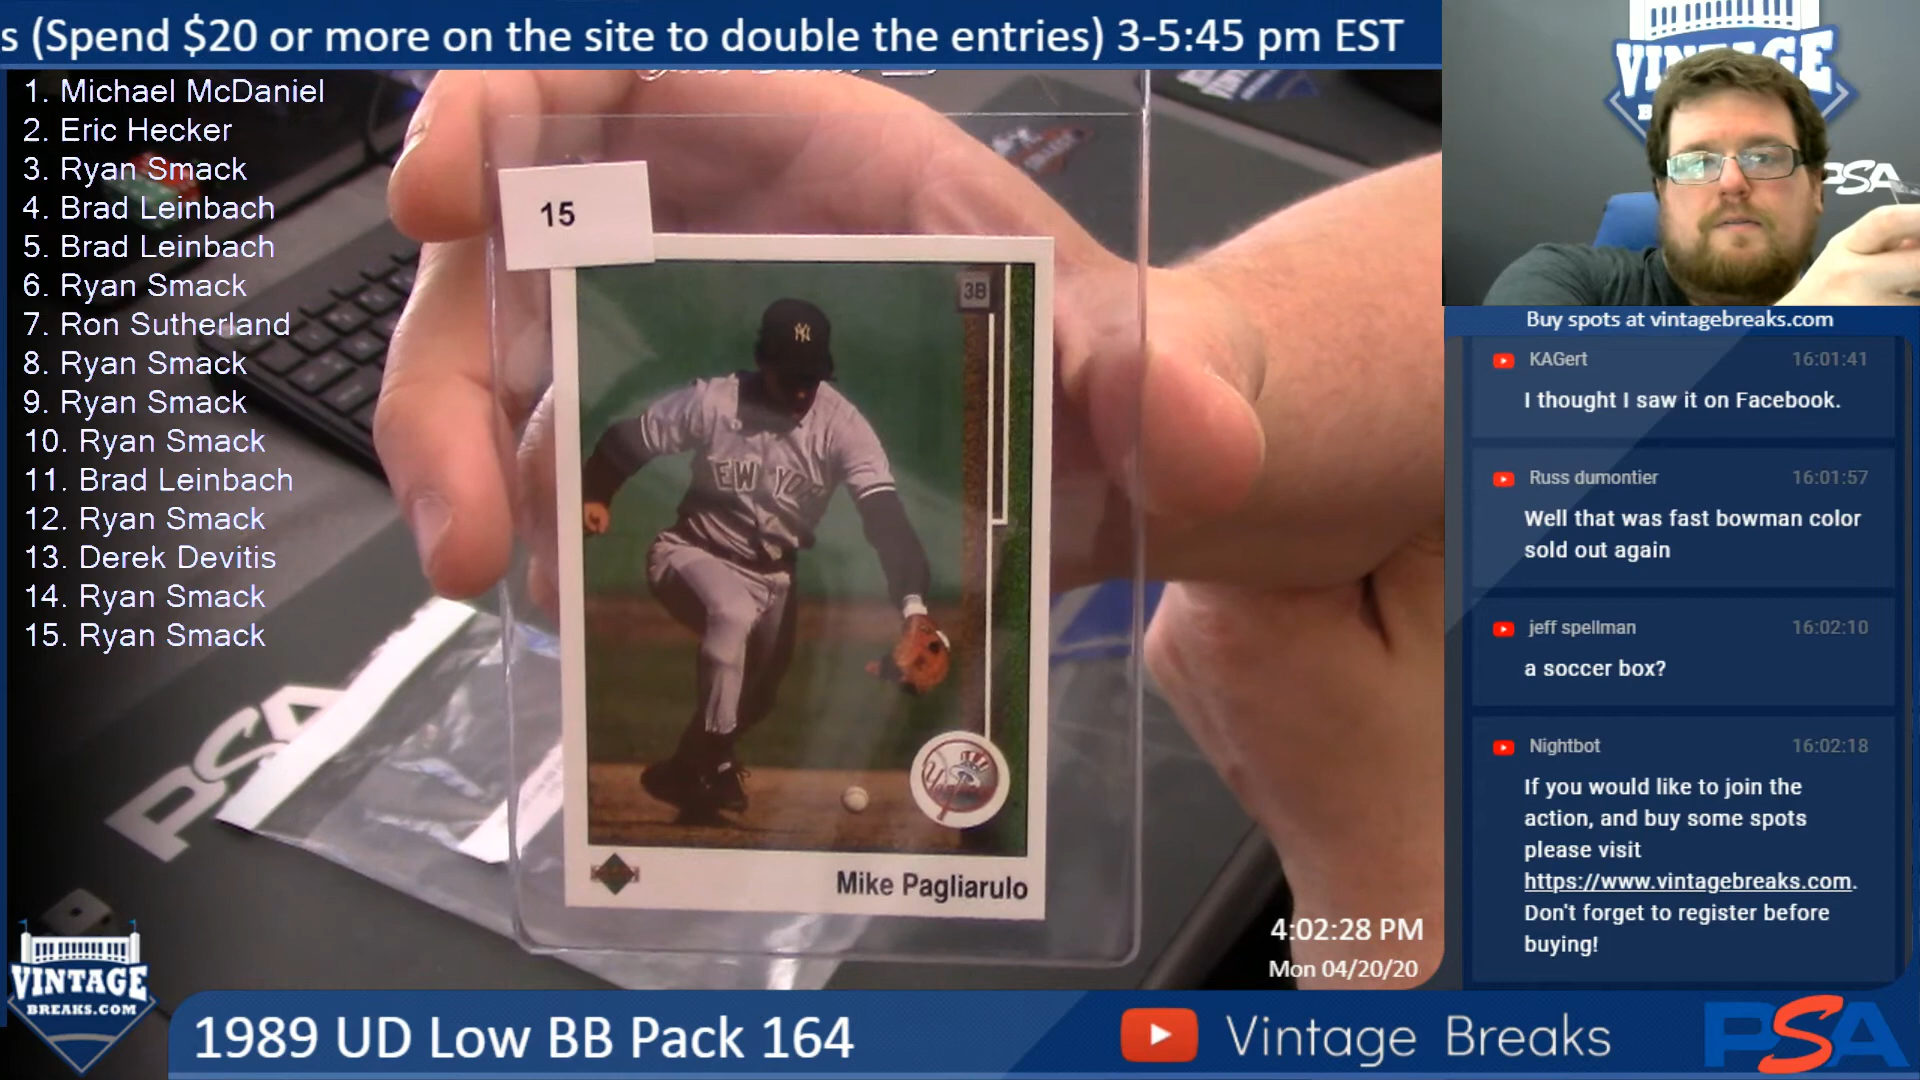 s (Spend $20 or more on the site to double the entries) 3-5:45 pm EST
1. Michael McDaniel
2. Eric Hecker
3. Ryan Smack
4. Brad Leinbach
5. Brad Leinbach
6. Ryan Smack
7. Ron Sutherland
8. Ryan Smack
9. Ryan Smack
10. Ryan Smack
11. Brad Leinbach
12. Ryan Smack
13. Derek Devitis
14. Ryan Smack
15. Ryan Smack
15
3B
NY
EW YO
Yankees
Mike Pagliarulo
PSA
VINTAGE
PSA
Buy spots at vintagebreaks.com
KAGert 16:01:41
I thought I saw it on Facebook.
Russ dumontier 16:01:57
Well that was fast bowman color
sold out again
jeff spellman 16:02:10
a soccer box?
Nightbot 16:02:18
If you would like to join the
action, and buy some spots
please visit
https://www.vintagebreaks.com.
Don't forget to register before
buying!
4:02:28 PM
Mon 04/20/20
VINTAGE
BREAKS.COM
1989 UD Low BB Pack 164
Vintage Breaks
PSA